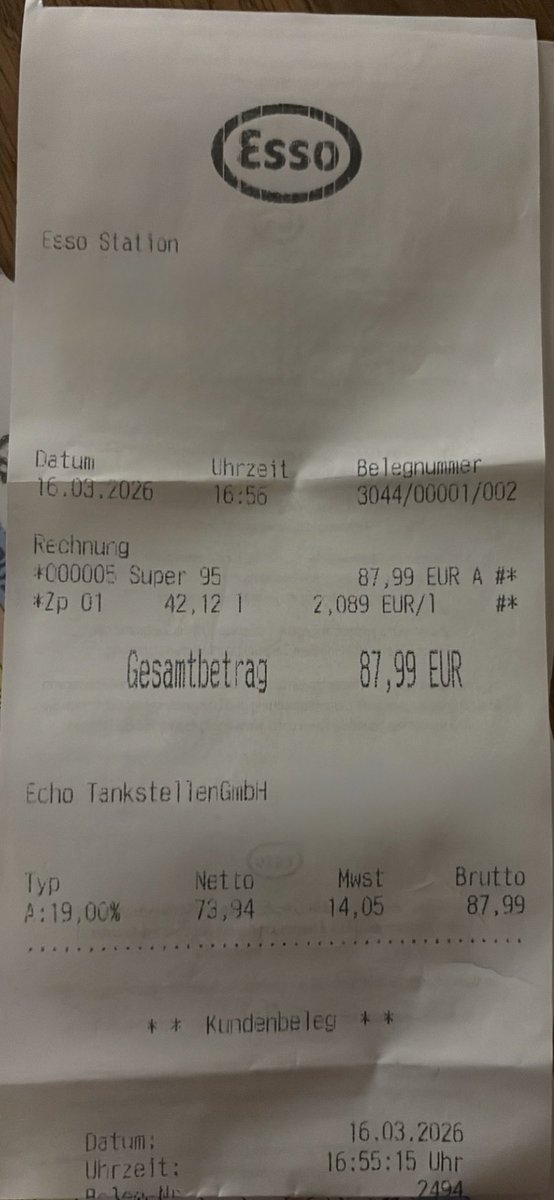 Esso
Esso Station
Datum Uhrzeit Belegnummer
16.03.2026 16:56 3044/00001/002
Rechnung
*000005 Super 95 87,99 EUR A #*
*Zp 01 42,12 l 2,089 EUR/l #*
Gesamtbetrag 87,99 EUR
Echo TankstellenGmbH
Typ Netto Mwst Brutto
A:19,00% 73,94 14,05 87,99
* * Kundenbeleg * *
Datum: 16.03.2026
Uhrzeit: 16:55:15 Uhr
Beleg-Nr. 2494